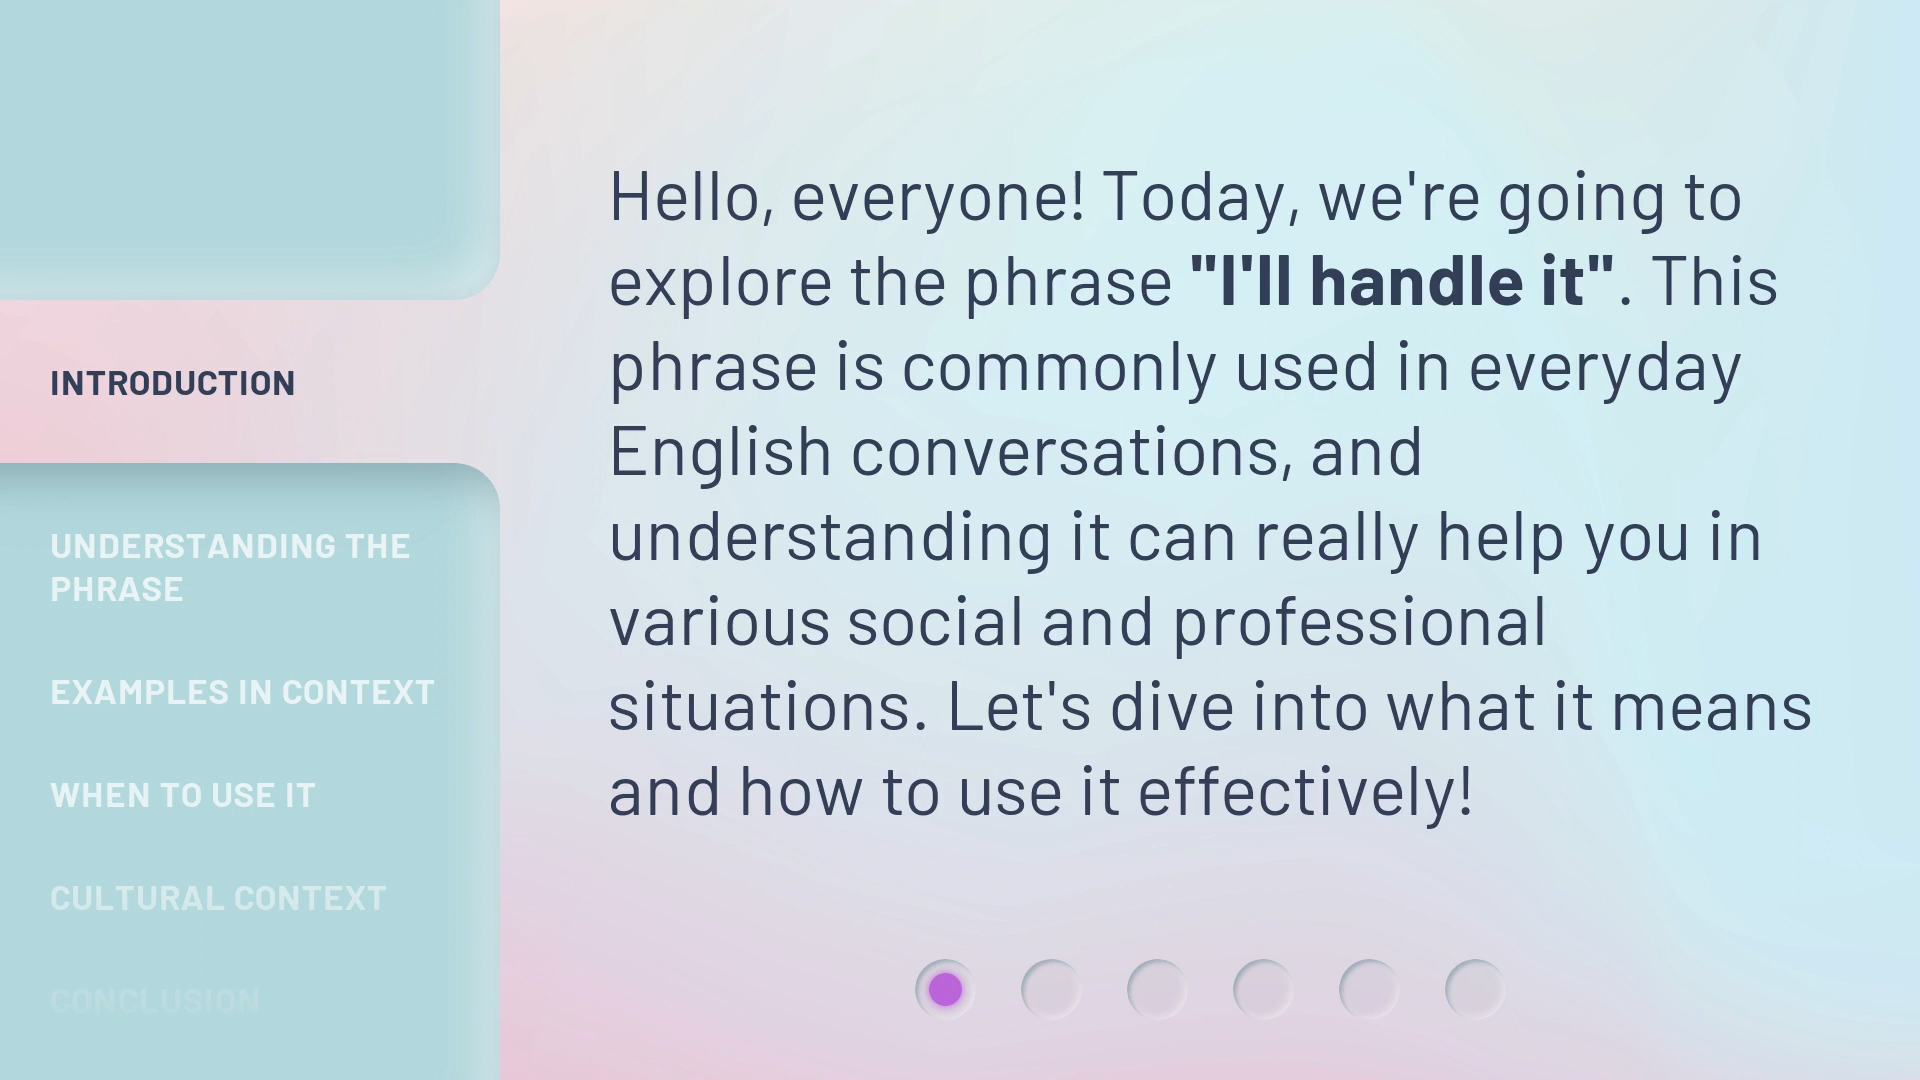 INTRODUCTION
UNDERSTANDING THE
PHRASE
EXAMPLES IN CONTEXT
WHEN TO USE IT
CULTURAL CONTEXT
CONCLUSION
Hello, everyone! Today, we're going to
explore the phrase "I'll handle it". This
phrase is commonly used in everyday
English conversations, and
understanding it can really help you in
various social and professional
situations. Let's dive into what it means
and how to use it effectively!